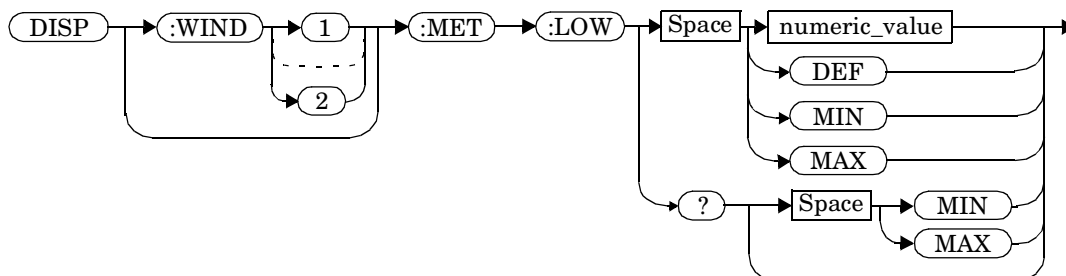 DISP :WIND 1 :MET :LOW Space numeric_value
2 DEF
MIN
MAX
? Space MIN
MAX